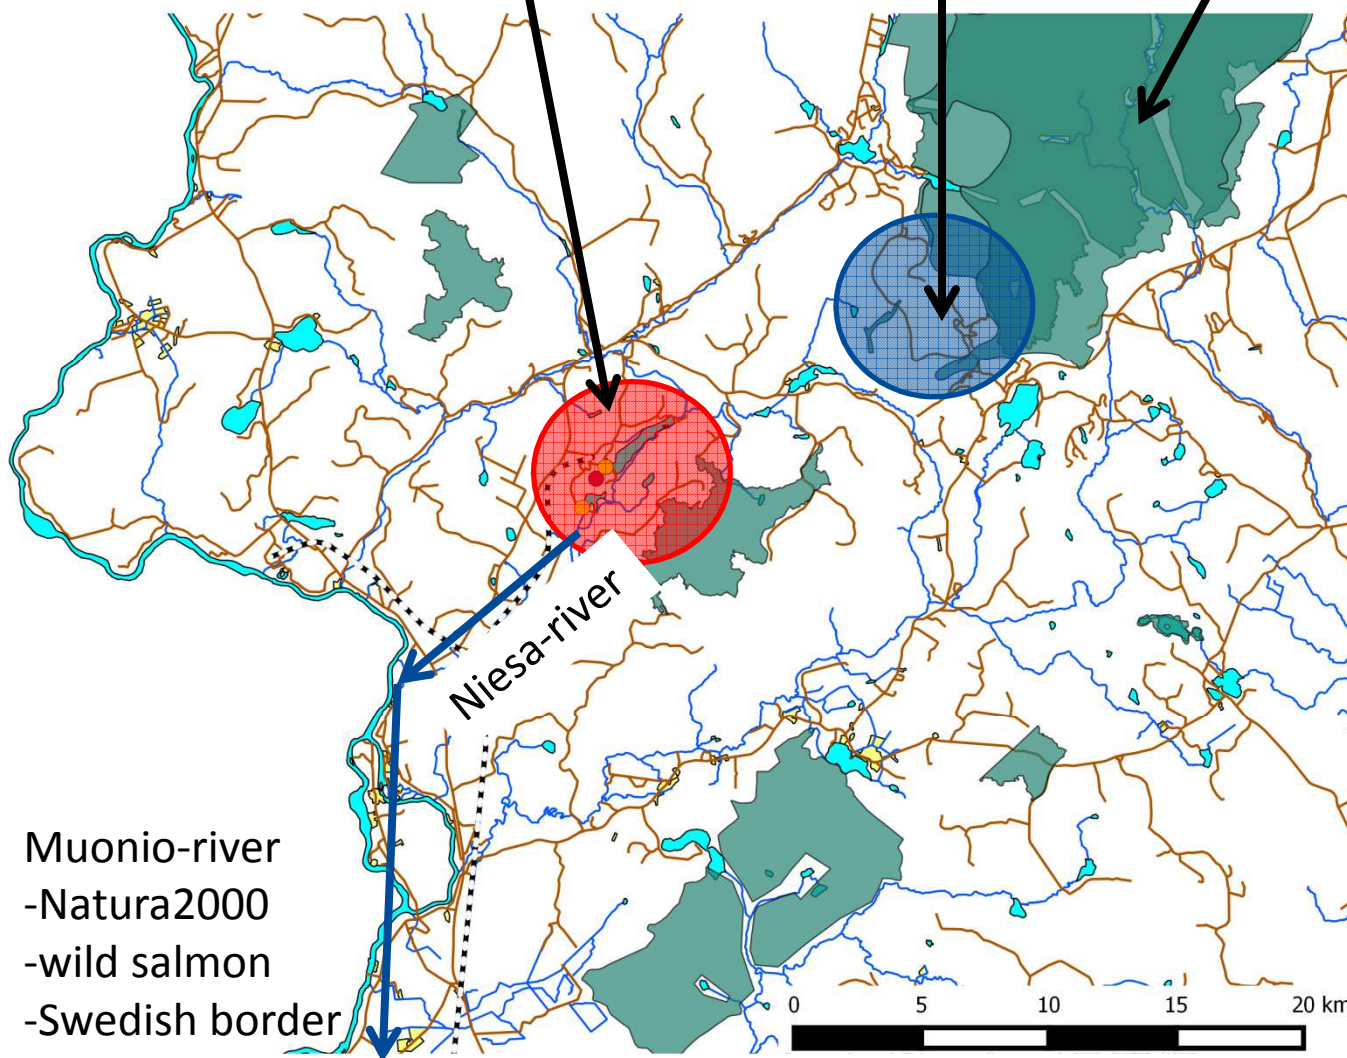 Niesa-river
Muonio-river
-Natura2000
-wild salmon
-Swedish border
0 5 10 15 20 km